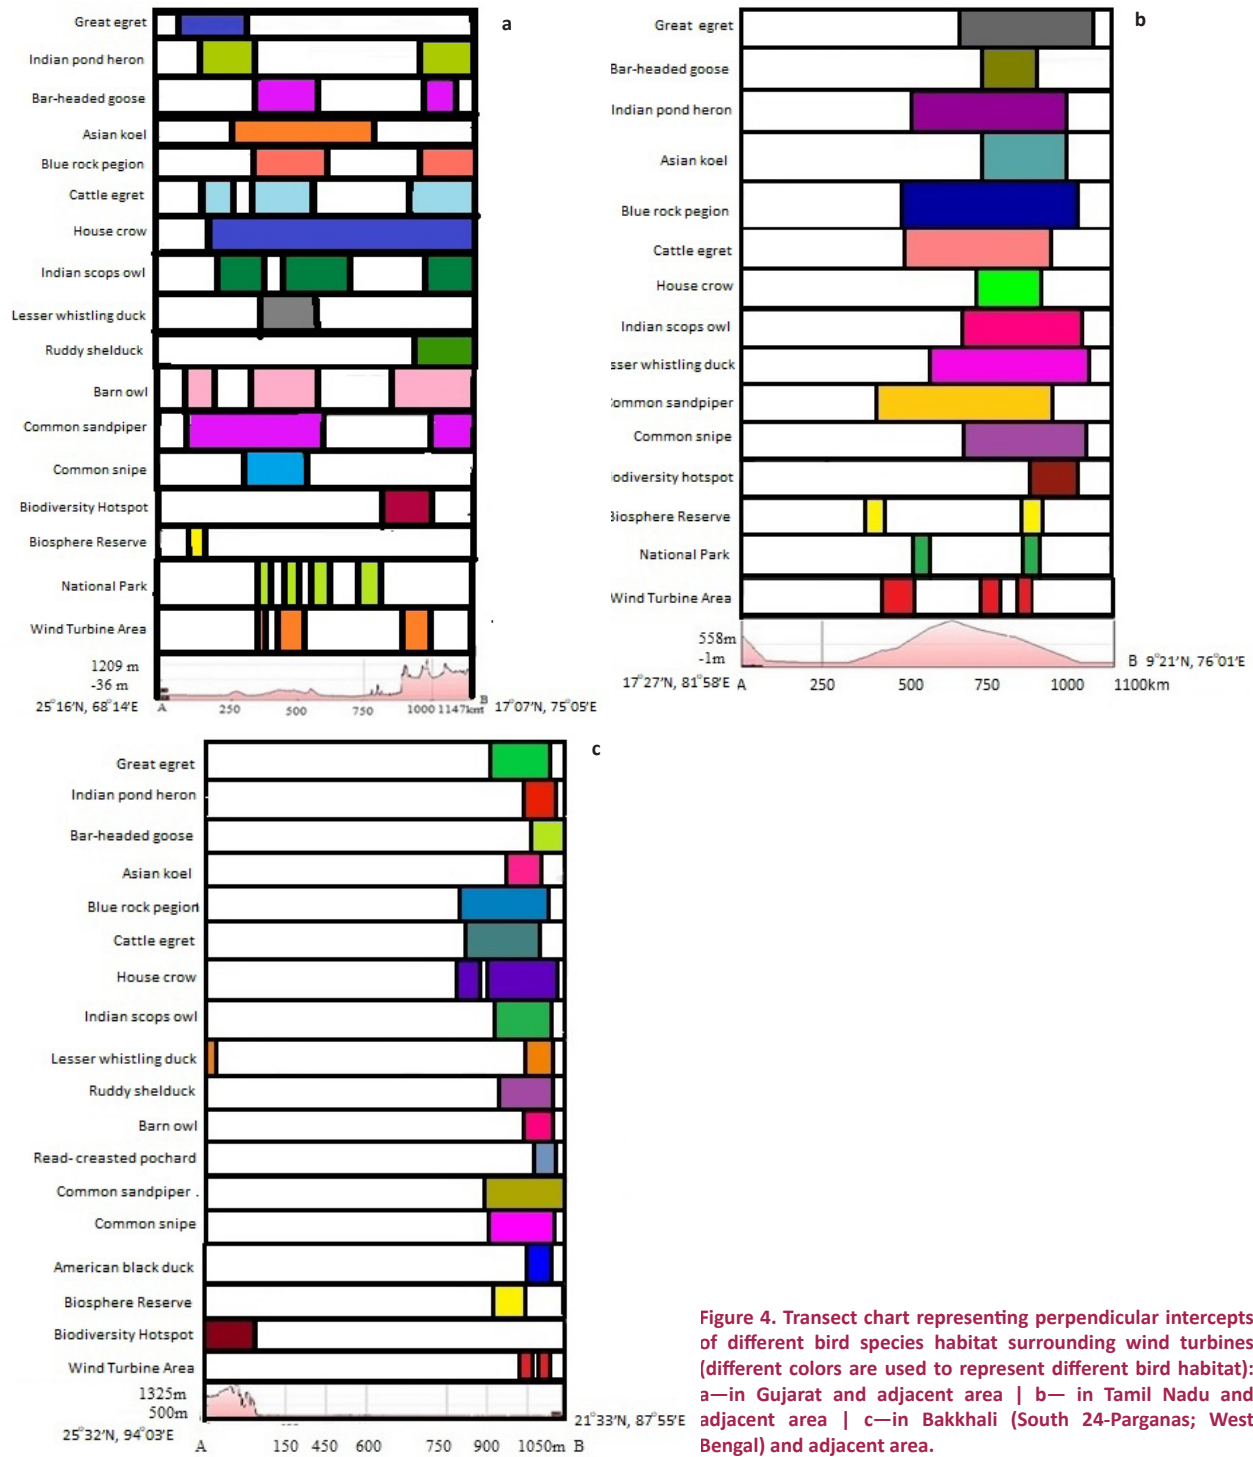 a
Great egret
Indian pond heron
Bar-headed goose
Asian koel
Blue rock pegion
Cattle egret
House crow
Indian scops owl
Lesser whistling duck
Ruddy shelduck
Barn owl
Common sandpiper
Common snipe
Biodiversity Hotspot
Biosphere Reserve
National Park
Wind Turbine Area
1209 m
-36 m
25°16′N, 68°14′E
A 250 500 750 1000 1147km B
17°07′N, 75°05′E
b
Great egret
Bar-headed goose
Indian pond heron
Asian koel
Blue rock pegion
Cattle egret
House crow
Indian scops owl
sser whistling duck
ommon sandpiper
Common snipe
iodiversity hotspot
Biosphere Reserve
National Park
Wind Turbine Area
558m
-1m
B 9°21′N, 76°01′E
17°27′N, 81°58′E A 250 500 750 1000 1100km
c
Great egret
Indian pond heron
Bar-headed goose
Asian koel
Blue rock pegion
Cattle egret
House crow
Indian scops owl
Lesser whistling duck
Ruddy shelduck
Barn owl
Read- creasted pochard
Common sandpiper .
Common snipe
American black duck
Biosphere Reserve
Biodiversity Hotspot
Wind Turbine Area
1325m
500m
25°32′N, 94°03′E
21°33′N, 87°55′E
A 150 450 600 750 900 1050m B
Figure 4. Transect chart representing perpendicular intercepts
of different bird species habitat surrounding wind turbines
(different colors are used to represent different bird habitat):
a—in Gujarat and adjacent area | b— in Tamil Nadu and
adjacent area | c—in Bakkhali (South 24-Parganas; West
Bengal) and adjacent area.